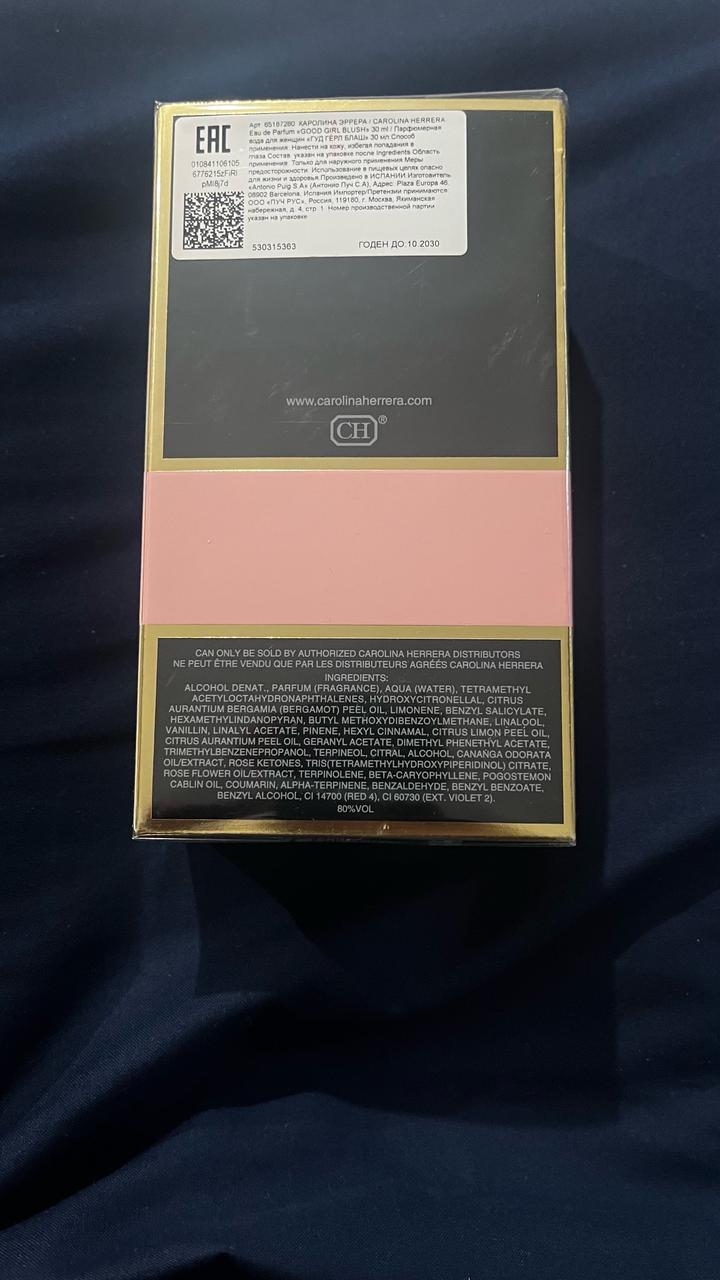 EAC
010841106105
6776215zFiRi
pMl8j7d
Арт. 65187280 КАРОЛИНА ЭРРЕРА / CAROLINA HERRERA
Eau de Parfum «GOOD GIRL BLUSH» 30 ml / Парфюмерная
вода для женщин «ГУД ГЁРЛ БЛАШ» 30 мл Способ
применения: Нанести на кожу, избегая попадания в
глаза Состав: указан на упаковке после Ingredients Область
применения: Только для наружного применения Меры
предосторожности: Использование в пищевых целях опасно
для жизни и здоровья Произведено в ИСПАНИИ Изготовитель:
«Antonio Puig S.A» (Антонио Пуч С.А), Адрес: Plaza Europa 46,
08902 Barcelona, Испания Импортер/Претензии принимаются:
ООО «ПУЧ РУС», Россия, 119180, г. Москва, Якиманская
набережная, д. 4, стр. 1. Номер производственной партии
указан на упаковке
530315363 ГОДЕН ДО:10.2030
www.carolinaherrera.com
CH®
CAN ONLY BE SOLD BY AUTHORIZED CAROLINA HERRERA DISTRIBUTORS
NE PEUT ÊTRE VENDU QUE PAR LES DISTRIBUTEURS AGRÉÉS CAROLINA HERRERA
INGREDIENTS:
ALCOHOL DENAT., PARFUM (FRAGRANCE), AQUA (WATER), TETRAMETHYL
ACETYLOCTAHYDRONAPHTHALENES, HYDROXYCITRONELLAL, CITRUS
AURANTIUM BERGAMIA (BERGAMOT) PEEL OIL, LIMONENE, BENZYL SALICYLATE,
HEXAMETHYLINDANOPYRAN, BUTYL METHOXYDIBENZOYLMETHANE, LINALOOL,
VANILLIN, LINALYL ACETATE, PINENE, HEXYL CINNAMAL, CITRUS LIMON PEEL OIL,
CITRUS AURANTIUM PEEL OIL, GERANYL ACETATE, DIMETHYL PHENETHYL ACETATE,
TRIMETHYLBENZENEPROPANOL, TERPINEOL, CITRAL, ALCOHOL, CANANGA ODORATA
OIL/EXTRACT, ROSE KETONES, TRIS(TETRAMETHYLHYDROXYPIPERIDINOL) CITRATE,
ROSE FLOWER OIL/EXTRACT, TERPINOLENE, BETA-CARYOPHYLLENE, POGOSTEMON
CABLIN OIL, COUMARIN, ALPHA-TERPINENE, BENZALDEHYDE, BENZYL BENZOATE,
BENZYL ALCOHOL, CI 14700 (RED 4), CI 60730 (EXT. VIOLET 2).
80%VOL